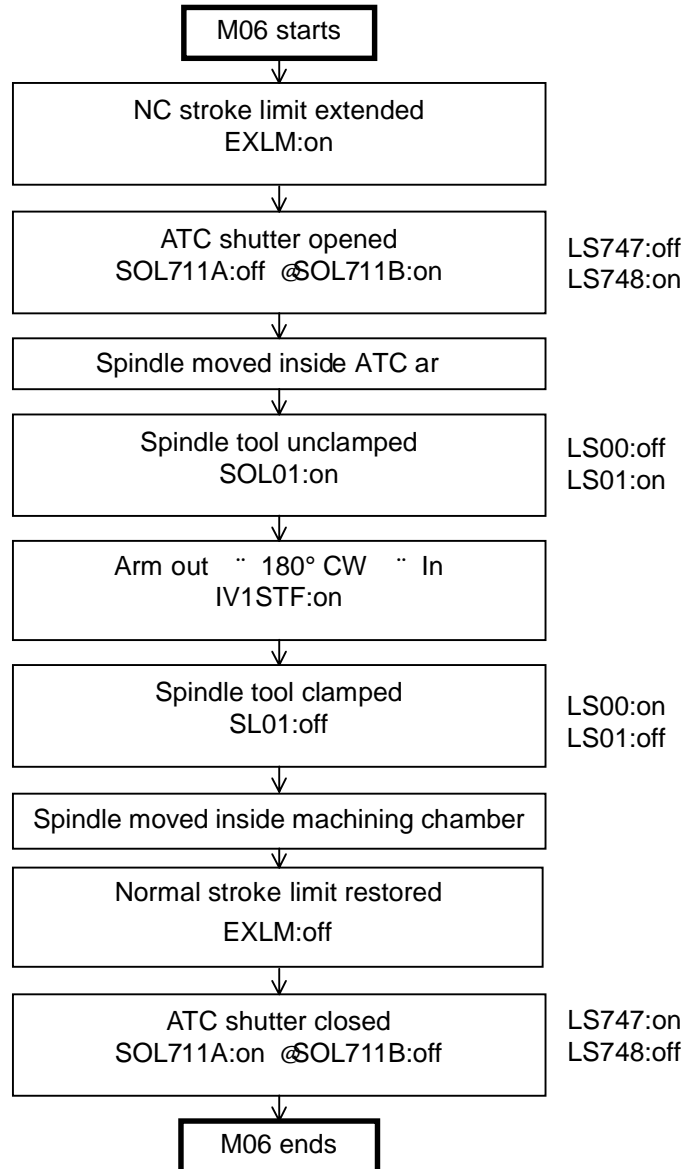 M06 starts
NC stroke limit extended
EXLM:on
ATC shutter opened
SOL711A:off @SOL711B:on
LS747:off
LS748:on
Spindle moved inside ATC ar
Spindle tool unclamped
SOL01:on
LS00:off
LS01:on
Arm out ¨ 180° CW ¨ In
IV1STF:on
Spindle tool clamped
SL01:off
LS00:on
LS01:off
Spindle moved inside machining chamber
Normal stroke limit restored
EXLM:off
ATC shutter closed
SOL711A:on @SOL711B:off
LS747:on
LS748:off
M06 ends